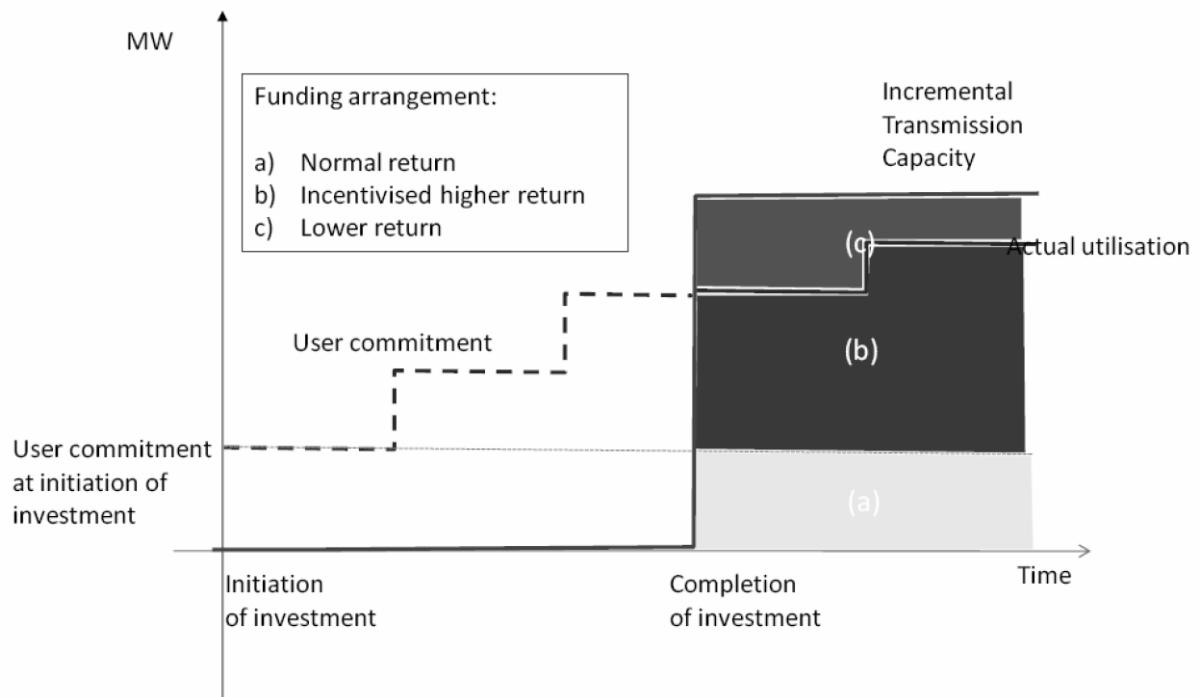 MW
Funding arrangement:
a) Normal return
b) Incentivised higher return
c) Lower return
Incremental
Transmission
Capacity
(c)
Actual utilisation
User commitment
(b)
User commitment
at initiation of
investment
(a)
Initiation
of investment
Completion
of investment
Time